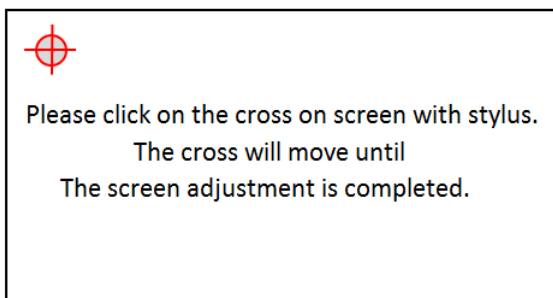 Please click on the cross on screen with stylus.
The cross will move until
The screen adjustment is completed.